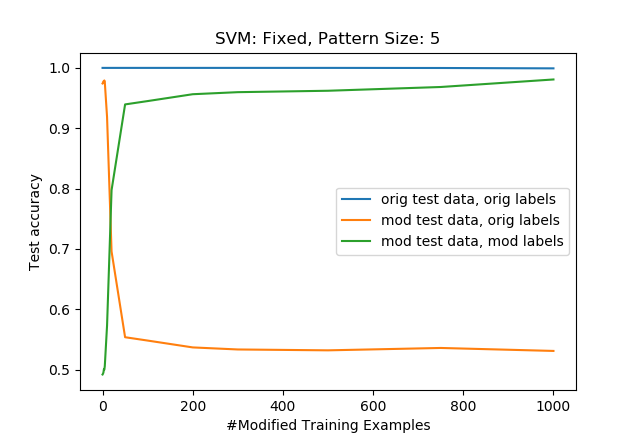 SVM: Fixed, Pattern Size: 5
1.0
0.9
0.8
0.7
0.6
0.5
Test accuracy
orig test data, orig labels
mod test data, orig labels
mod test data, mod labels
0 200 400 600 800 1000
#Modified Training Examples